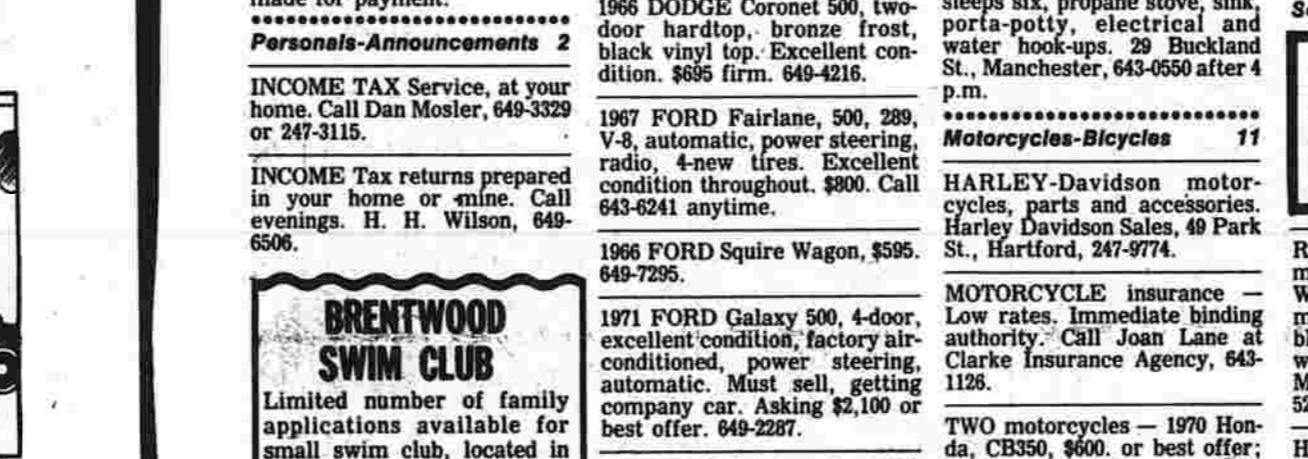 made for payment.
Personals-Announcements 2
INCOME TAX Service, at your
home. Call Dan Mosler, 649-3329
or 247-3115.
INCOME Tax returns prepared
in your home or mine. Call
evenings. H. H. Wilson, 649-
6506.
BRENTWOOD
SWIM CLUB
Limited number of family
applications available for
small swim club, located in
1966 DODGE Coronet 500, two-
door hardtop, bronze frost,
black vinyl top. Excellent con-
dition. $695 firm. 649-4216.
1967 FORD Fairlane, 500, 289,
V-8, automatic, power steering,
radio, 4-new tires. Excellent
condition throughout. $800. Call
643-6241 anytime.
1966 FORD Squire Wagon, $595.
649-7295.
1971 FORD Galaxy 500, 4-door,
excellent condition, factory air-
conditioned, power steering,
automatic. Must sell, getting
company car. Asking $2,100 or
best offer. 649-2287.
sleeps six, propane stove, sink,
porta-potty, electrical and
water hook-ups. 29 Buckland
St., Manchester, 643-0550 after 4
p.m.
Motorcycles-Bicycles 11
HARLEY-Davidson motor-
cycles, parts and accessories.
Harley Davidson Sales, 49 Park
St., Hartford, 247-9774.
MOTORCYCLE insurance —
Low rates. Immediate binding
authority. Call Joan Lane at
Clarke Insurance Agency, 643-
1126.
TWO motorcycles — 1970 Hon-
da, CB350, $600. or best offer;